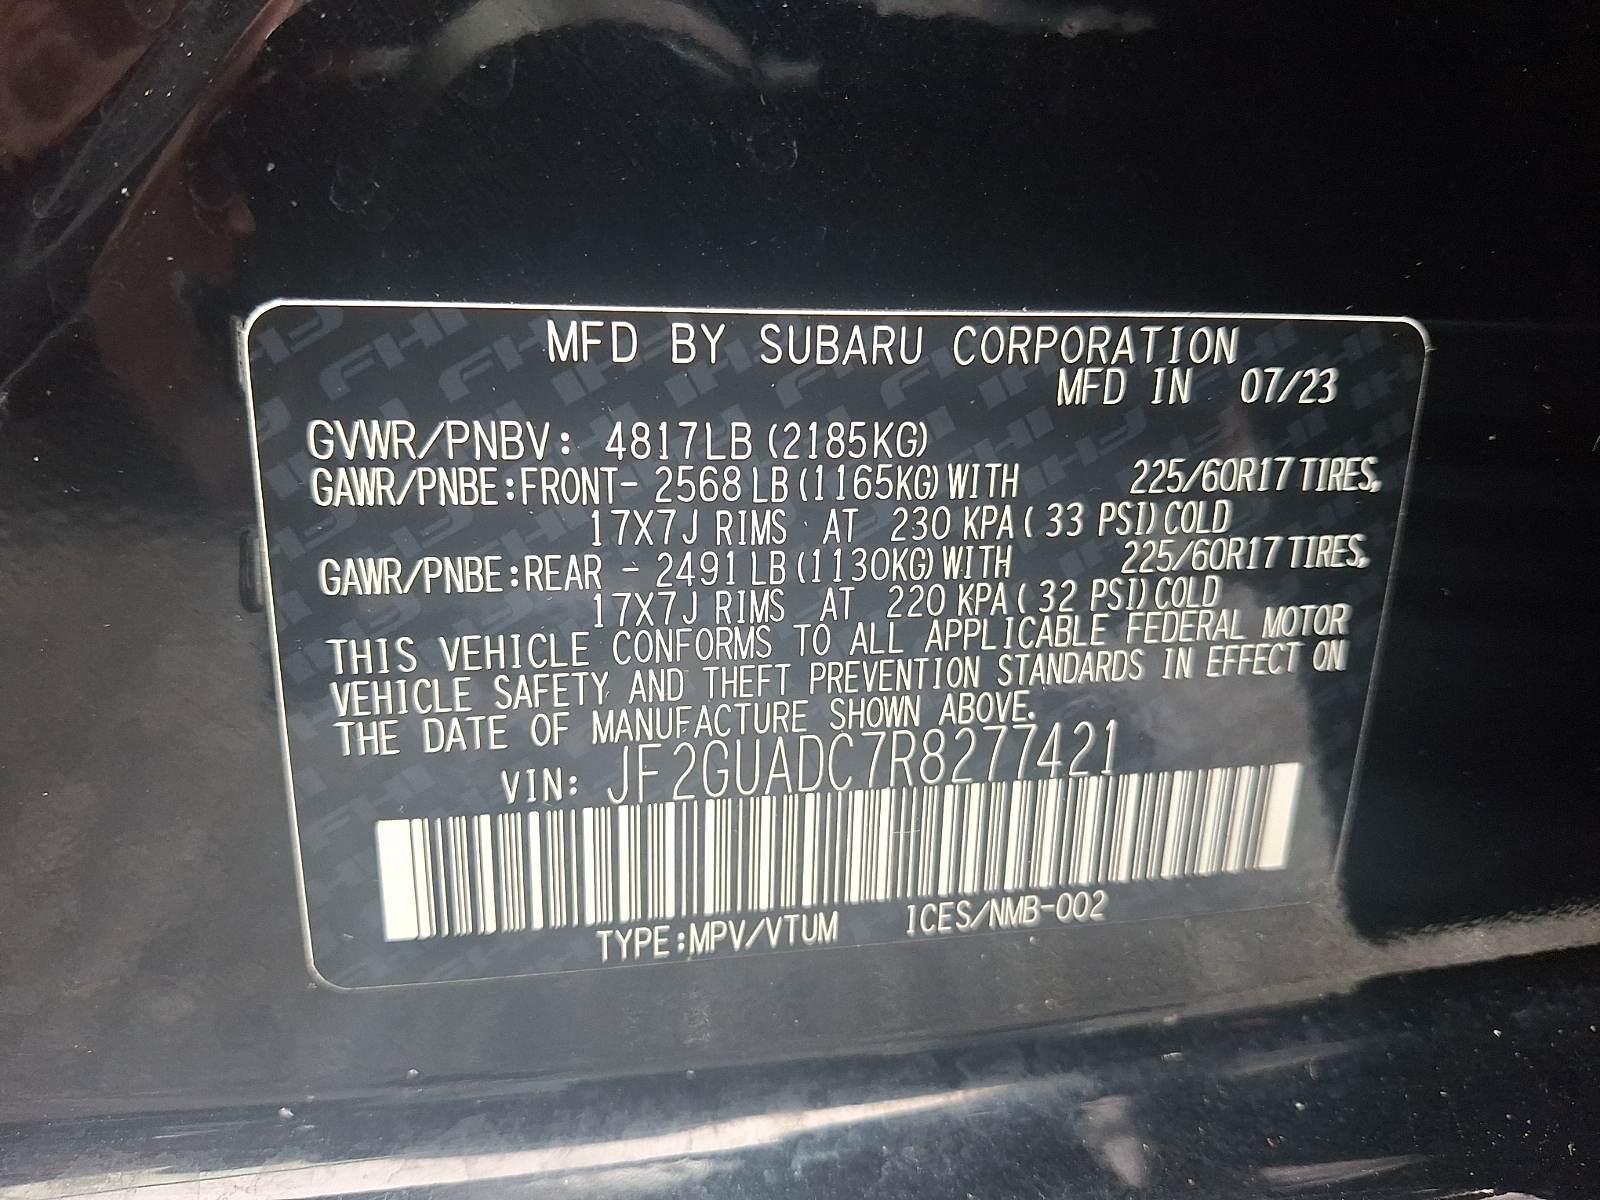 MFD BY SUBARU CORPORATION
MFD IN 07/23
GVWR/PNBV: 4817LB (2185KG)
GAWR/PNBE:FRONT- 2568 LB (1165KG) WITH 225/60R17 TIRES,
17X7J RIMS AT 230 KPA( 33 PSI) COLD
GAWR/PNBE:REAR - 2491 LB (1130KG) WITH 225/60R17 TIRES,
17X7J RIMS AT 220 KPA( 32 PSI) COLD
THIS VEHICLE CONFORMS TO ALL APPLICABLE FEDERAL MOTOR
VEHICLE SAFETY AND THEFT PREVENTION STANDARDS IN EFFECT ON
THE DATE OF MANUFACTURE SHOWN ABOVE.
VIN: JF2GUADC7R8277421
TYPE:MPV/VTUM ICES/NMB-002